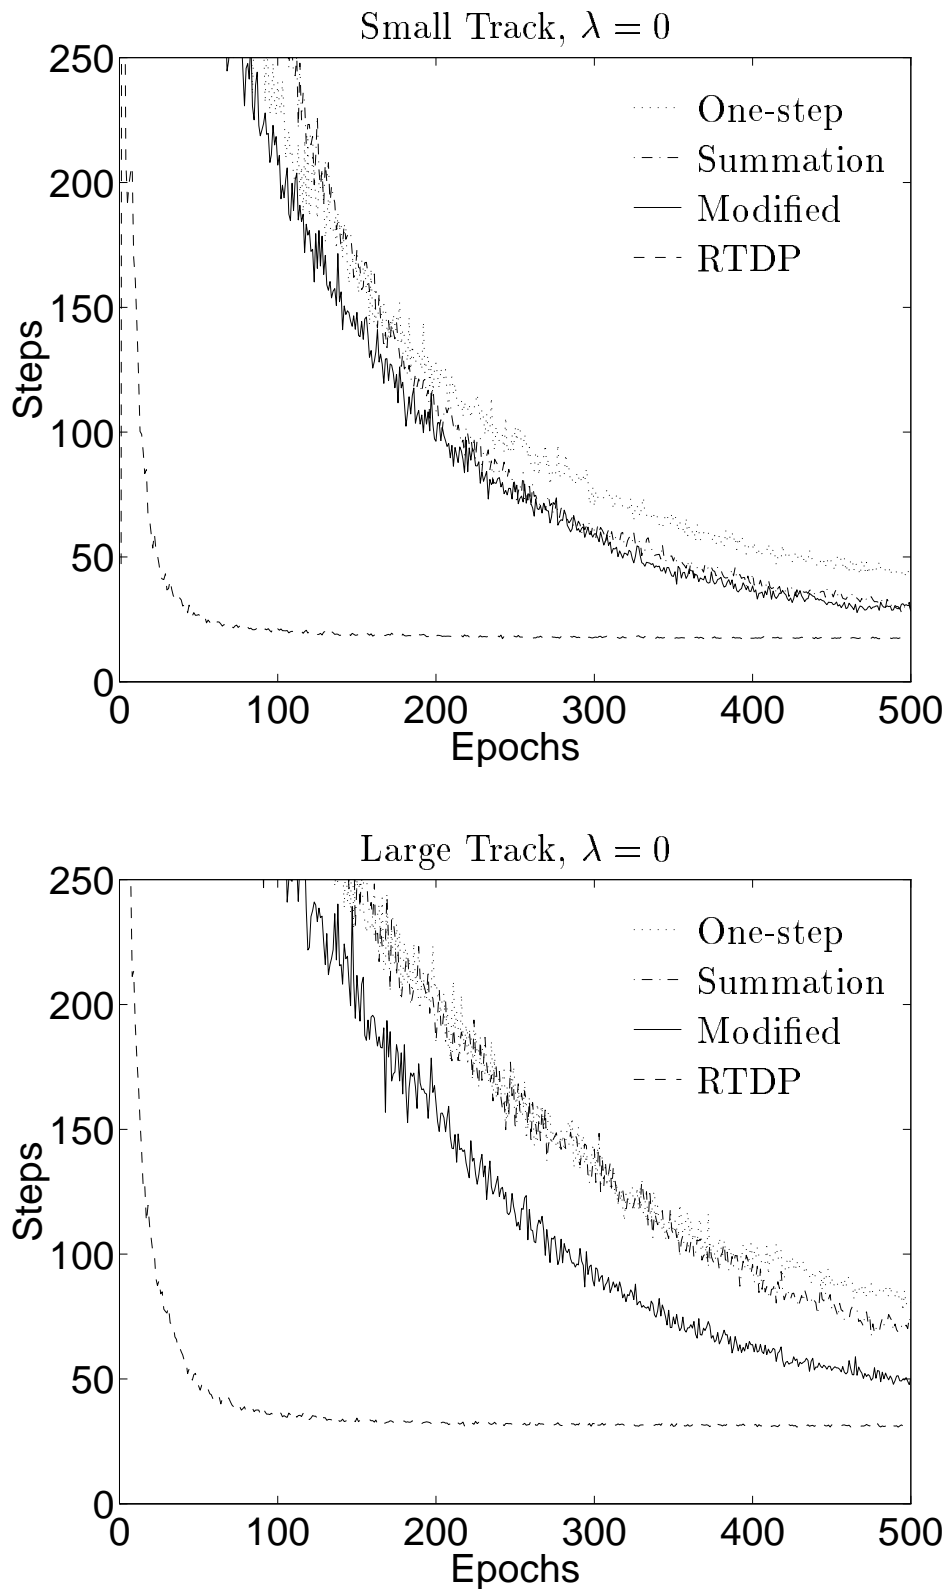 Small Track, λ = 0
250
200
150
100
50
0
Steps
One-step
Summation
Modified
RTDP
0 100 200 300 400 500
Epochs
Large Track, λ = 0
250
200
150
100
50
0
Steps
One-step
Summation
Modified
RTDP
0 100 200 300 400 500
Epochs